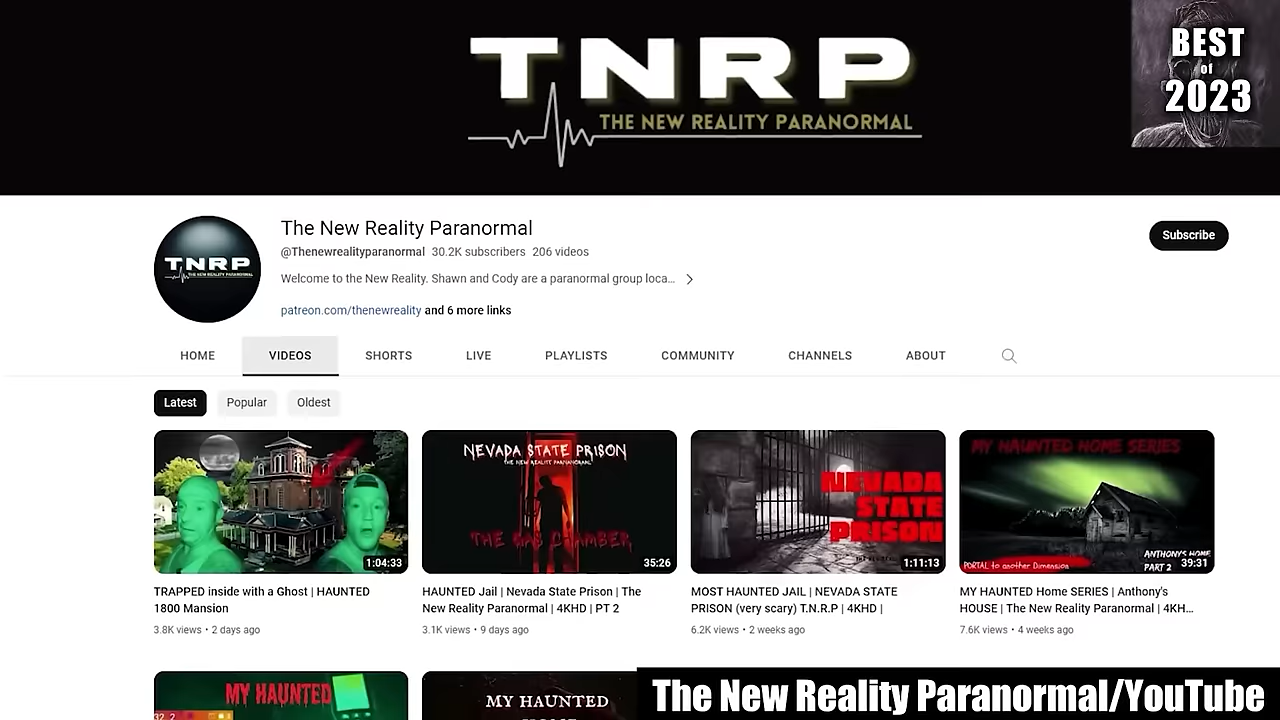 TNRP
THE NEW REALITY PARANORMAL
BEST
of
2023
TNRP
THE NEW REALITY PARANORMAL
The New Reality Paranormal
@Thenewrealityparanormal 30.2K subscribers 206 videos
Welcome to the New Reality. Shawn and Cody are a paranormal group loca...
patreon.com/thenewreality and 6 more links
Subscribe
HOME VIDEOS SHORTS LIVE PLAYLISTS COMMUNITY CHANNELS ABOUT
Latest Popular Oldest
1:04:33
NEVADA STATE PRISON
THE NEW REALITY PARANORMAL
THE GAS CHAMBER
35:26
NEVADA
STATE
PRISON
1:11:13
MY HAUNTED HOME SERIES
PORTAL to another Dimension
ANTHONY'S HOME
PART 2
39:31
TRAPPED inside with a Ghost | HAUNTED
1800 Mansion
3.8K views • 2 days ago
HAUNTED Jail | Nevada State Prison | The
New Reality Paranormal | 4KHD | PT 2
3.1K views • 9 days ago
MOST HAUNTED JAIL | NEVADA STATE
PRISON (very scary) T.N.R.P | 4KHD |
6.2K views • 2 weeks ago
MY HAUNTED Home SERIES | Anthony's
HOUSE | The New Reality Paranormal | 4KH...
7.6K views • 4 weeks ago
MY HAUNTED
32.2
MY HAUNTED
The New Reality Paranormal/YouTube